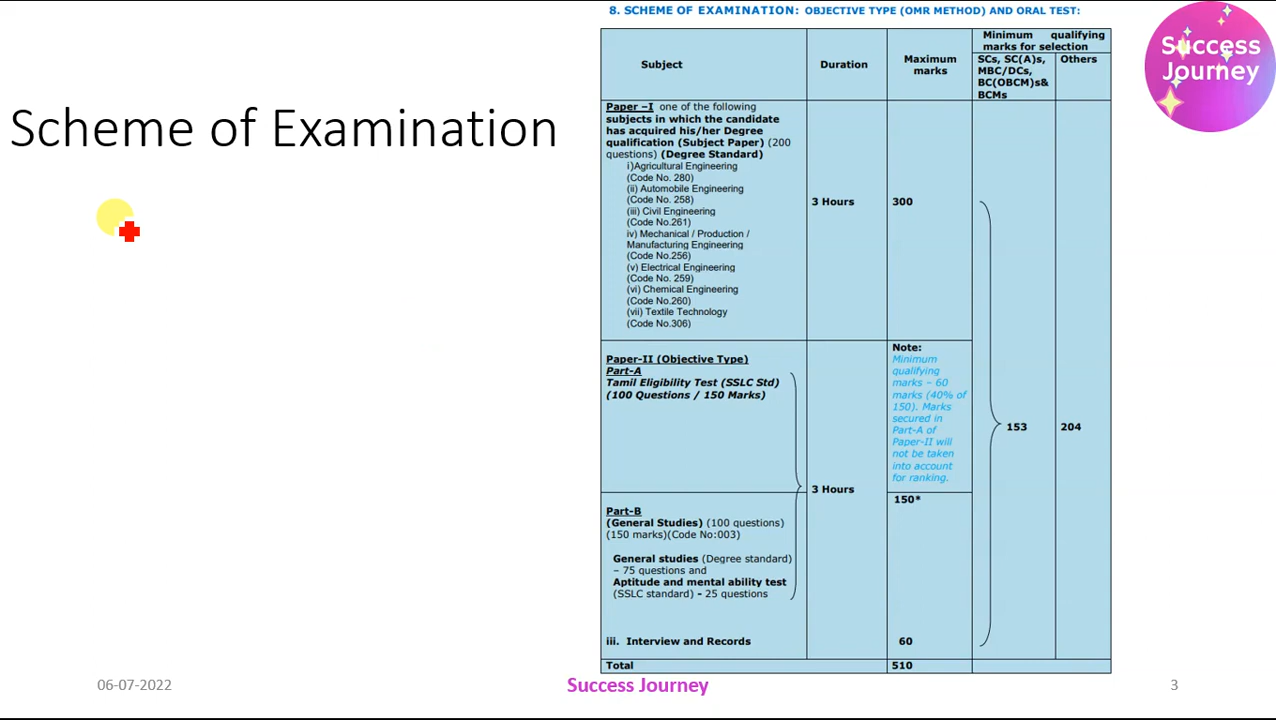 8. SCHEME OF EXAMINATION: OBJECTIVE TYPE (OMR METHOD) AND ORAL TEST:
Success
Journey
Scheme of Examination
Subject
Duration
Maximum
marks
Minimum qualifying
marks for selection
SCs, SC(A)s,
MBC/DCs,
BC(OBCM)s&
BCMs
Others
Paper –I one of the following
subjects in which the candidate
has acquired his/her Degree
qualification (Subject Paper) (200
questions) (Degree Standard)
i)Agricultural Engineering
(Code No. 280)
(ii) Automobile Engineering
(Code No. 258)
(iii) Civil Engineering
(Code No.261)
iv) Mechanical / Production /
Manufacturing Engineering
(Code No.256)
(v) Electrical Engineering
(Code No. 259)
(vi) Chemical Engineering
(Code No.260)
(vii) Textile Technology
(Code No.306)
3 Hours
300
Paper-II (Objective Type)
Part-A
Tamil Eligibility Test (SSLC Std)
(100 Questions / 150 Marks)
Note:
Minimum
qualifying
marks – 60
marks (40% of
150). Marks
secured in
Part-A of
Paper-II will
not be taken
into account
for ranking.
153
204
3 Hours
Part-B
(General Studies) (100 questions)
(150 marks)(Code No:003)
General studies (Degree standard)
– 75 questions and
Aptitude and mental ability test
(SSLC standard) – 25 questions
150*
iii. Interview and Records
60
Total
510
06-07-2022
Success Journey
3